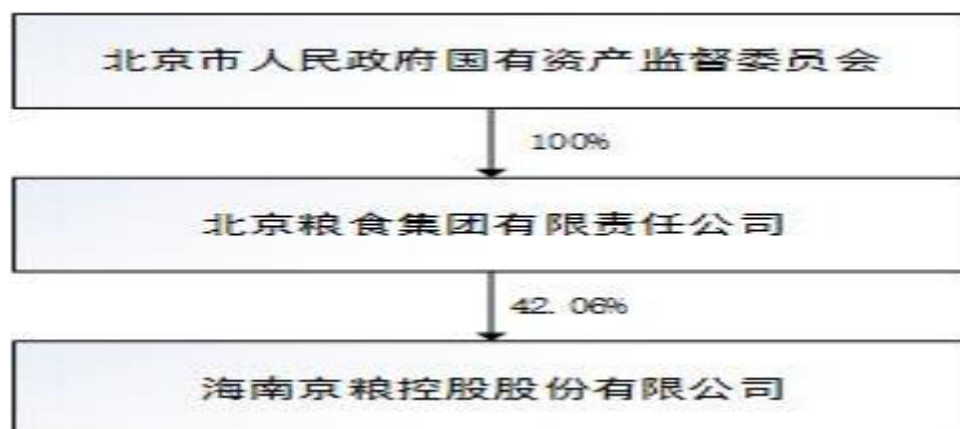 北京市人民政府国有资产监督委员会
100%
北京粮食集团有限责任公司
42.06%
海南京粮控股股份有限公司